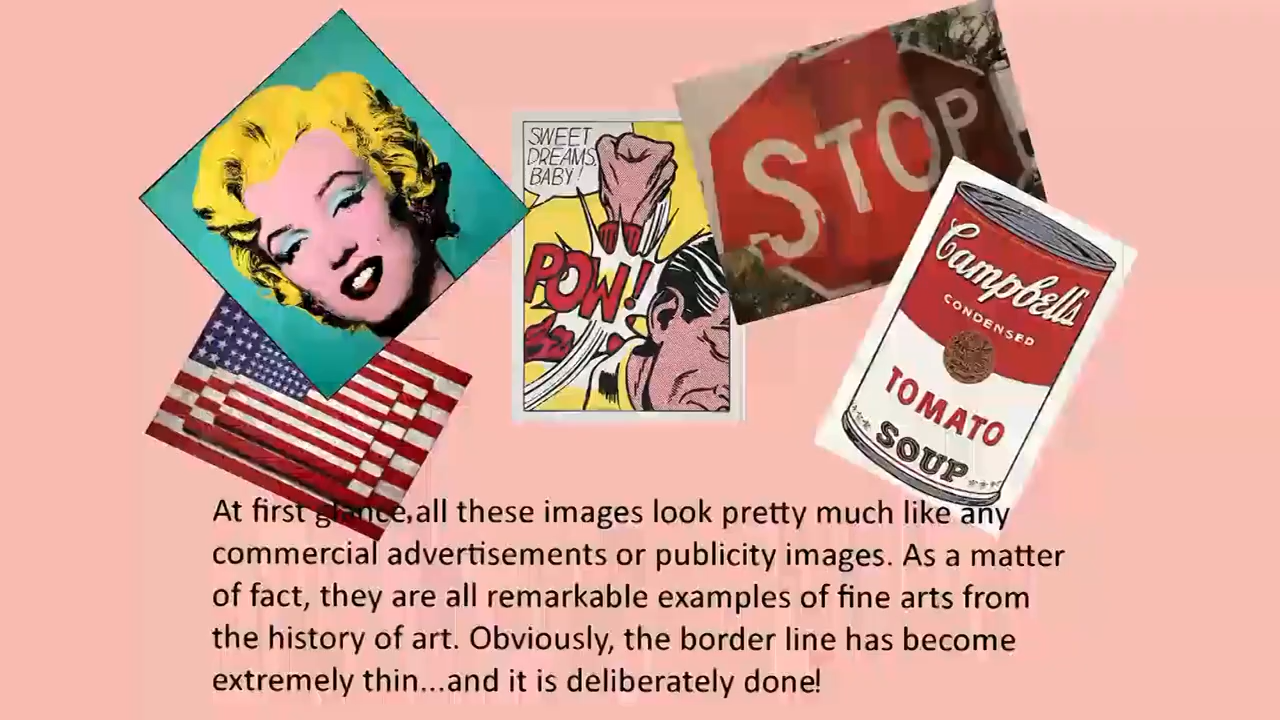 SWEET
DREAMS,
BABY!
POW!
STOP
Campbell's
CONDENSED
TOMATO
SOUP
At first glance,all these images look pretty much like any
commercial advertisements or publicity images. As a matter
of fact, they are all remarkable examples of fine arts from
the history of art. Obviously, the border line has become
extremely thin...and it is deliberately done!